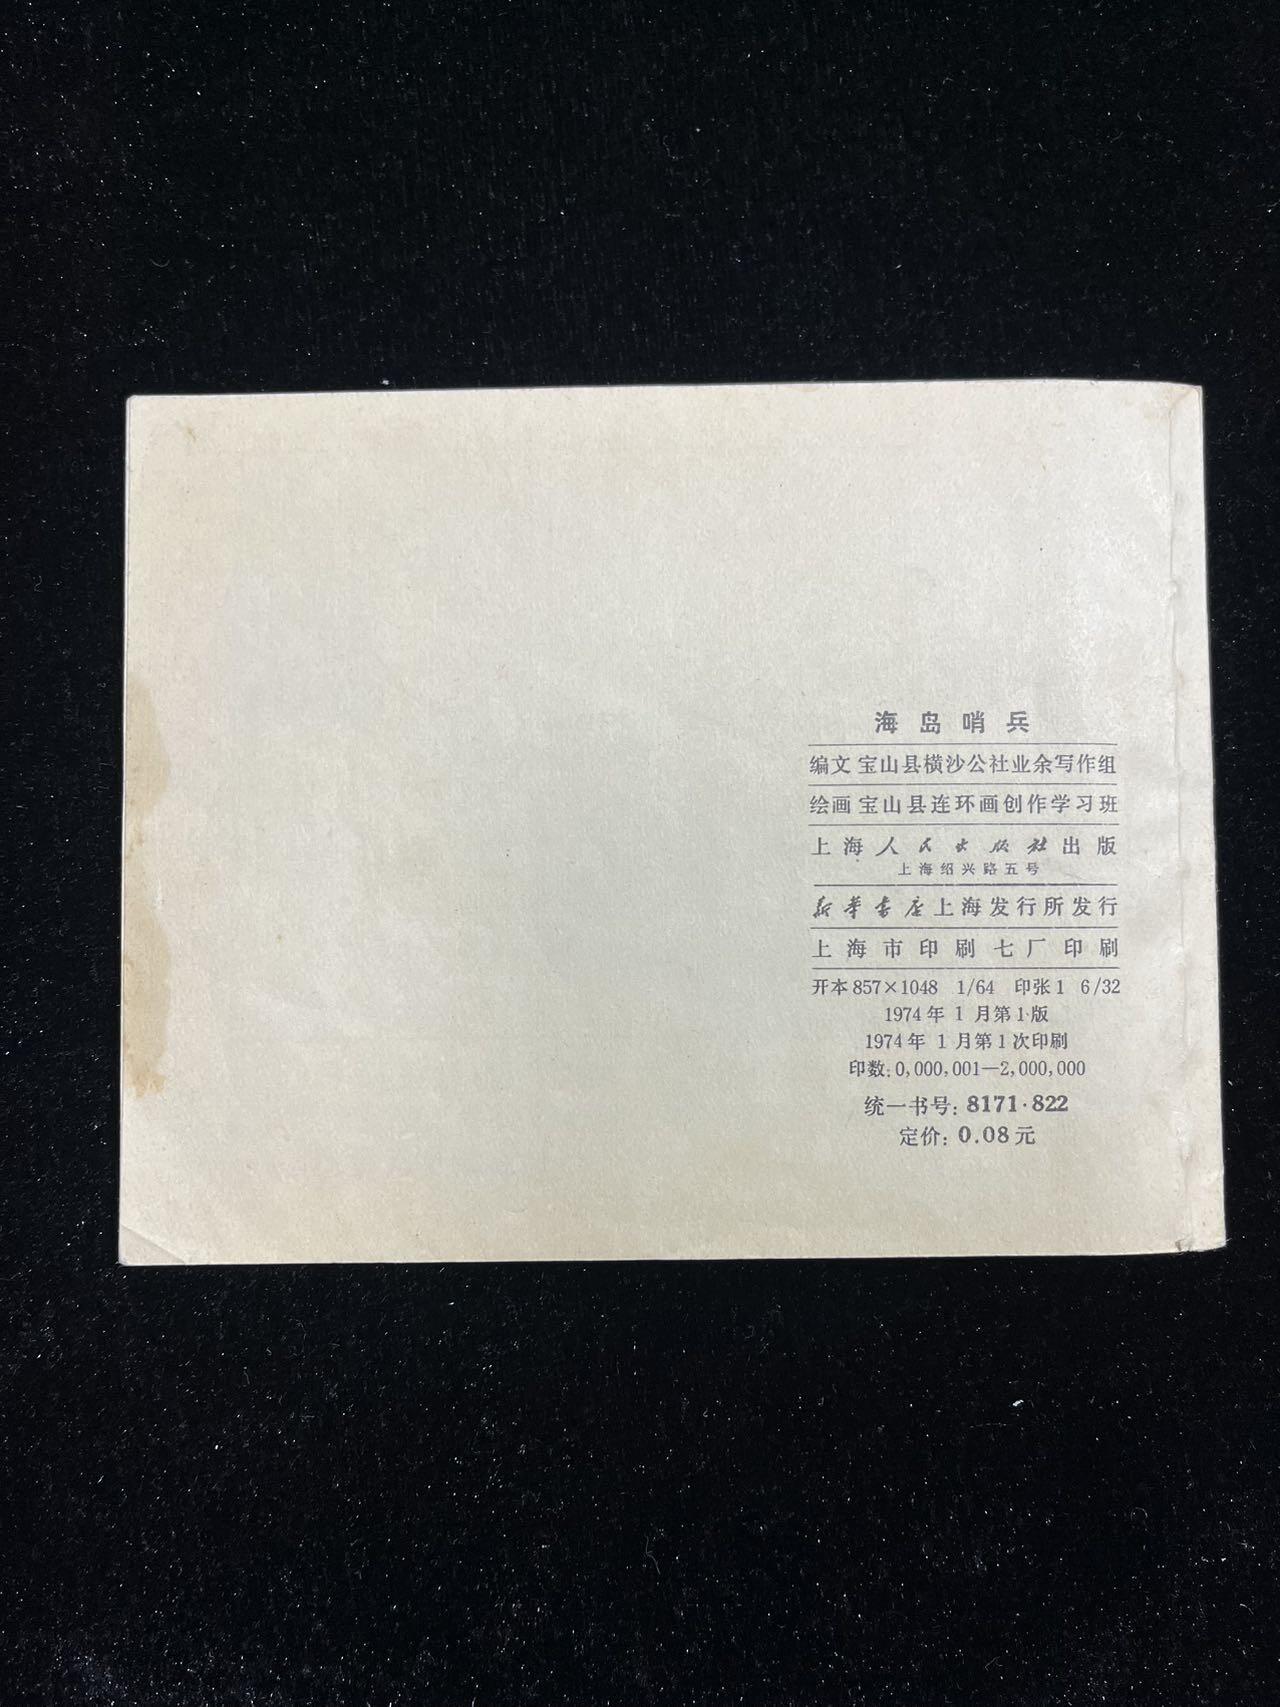 海岛哨兵
编文 宝山县横沙公社业余写作组
绘画 宝山县连环画创作学习班
上海人民出版社出版
上海绍兴路五号
新华书店上海发行所发行
上海市印刷七厂印刷
开本 857×1048 1/64 印张 1 6/32
1974年1月第1版
1974年1月第1次印刷
印数:0,000,001—2,000,000
统一书号:8171·822
定价:0.08元